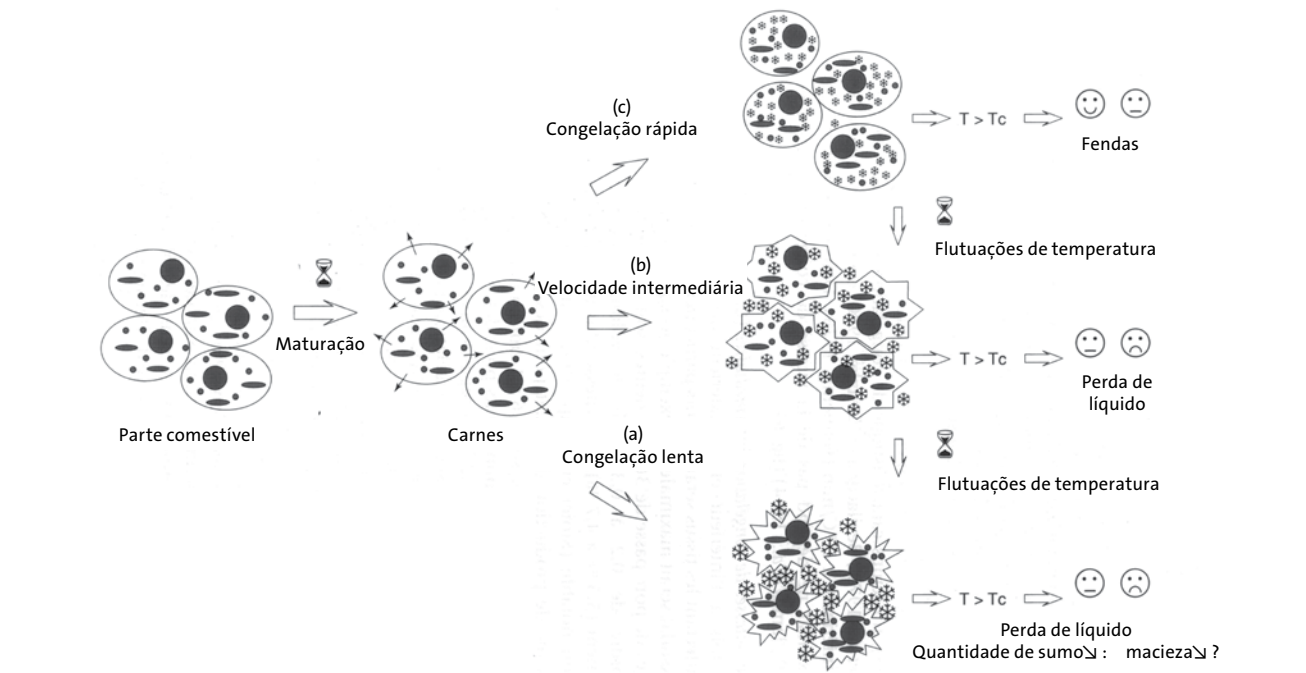 (c)
Congelação rápida
T > Tc
Fendas
Flutuações de temperatura
(b)
Velocidade intermediária
Maturação
T > Tc
Perda de
líquido
Parte comestível
Carnes
(a)
Congelação lenta
Flutuações de temperatura
T > Tc
Perda de líquido
Quantidade de sumo↘ : macieza↘ ?